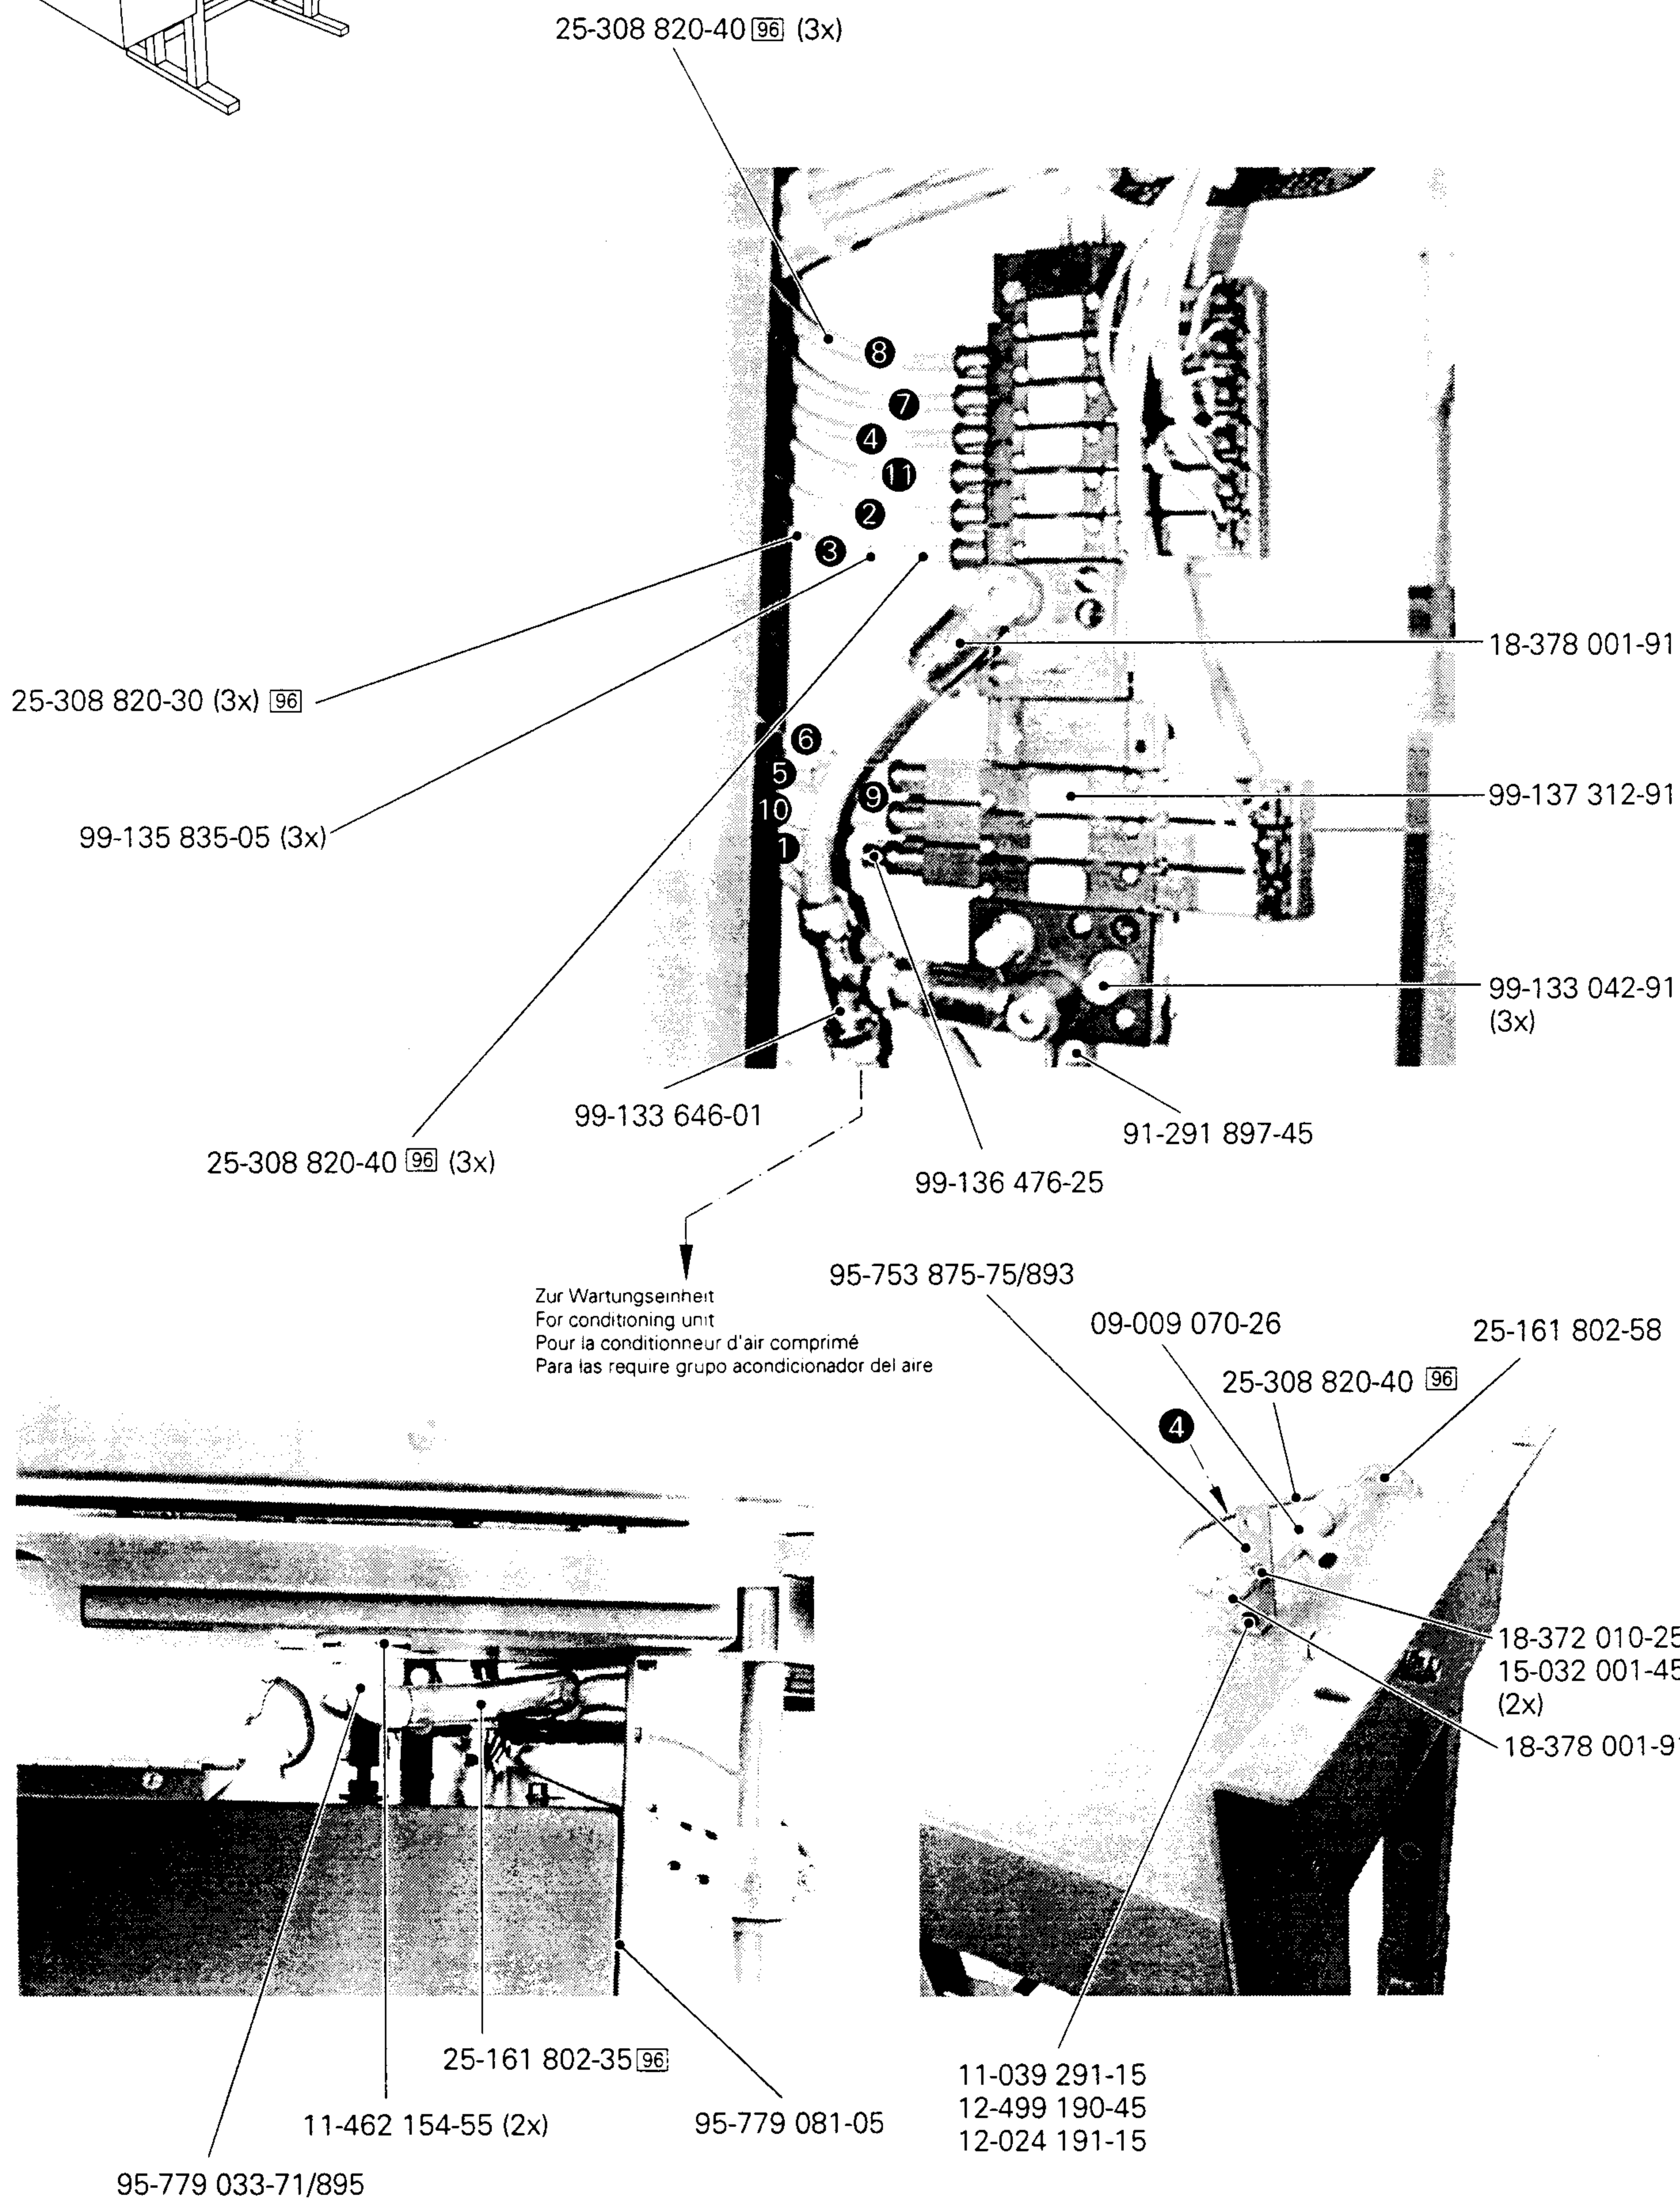 25-308 820-40 96 (3x)
8
7
4
11
2
3
18-378 001-91
25-308 820-30 (3x) 96
6
5
9
99-137 312-91
10
99-135 835-05 (3x)
1
99-133 042-91
(3x)
99-133 646-01
91-291 897-45
25-308 820-40 96 (3x)
99-136 476-25
Zur Wartungseinheit
For conditioning unit
Pour la conditionneur d'air comprimé
Para las require grupo acondicionador del aire
95-753 875-75/893
09-009 070-26
25-161 802-58
25-308 820-40 96
4
18-372 010-25
15-032 001-45
(2x)
18-378 001-91
25-161 802-35 96
11-462 154-55 (2x)
95-779 081-05
95-779 033-71/895
11-039 291-15
12-499 190-45
12-024 191-15